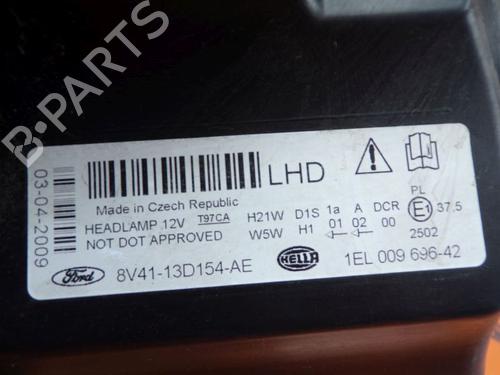 B-PARTS
03-04-2009
LHD
Made in Czech Republic
HEADLAMP 12V T97CA H21W D1S 1a A DCR
NOT DOT APPROVED W5W H1 01 02 00
PL
E1 37.5
2502
Ford 8V41-13D154-AE HELLA 1EL 009 696-42